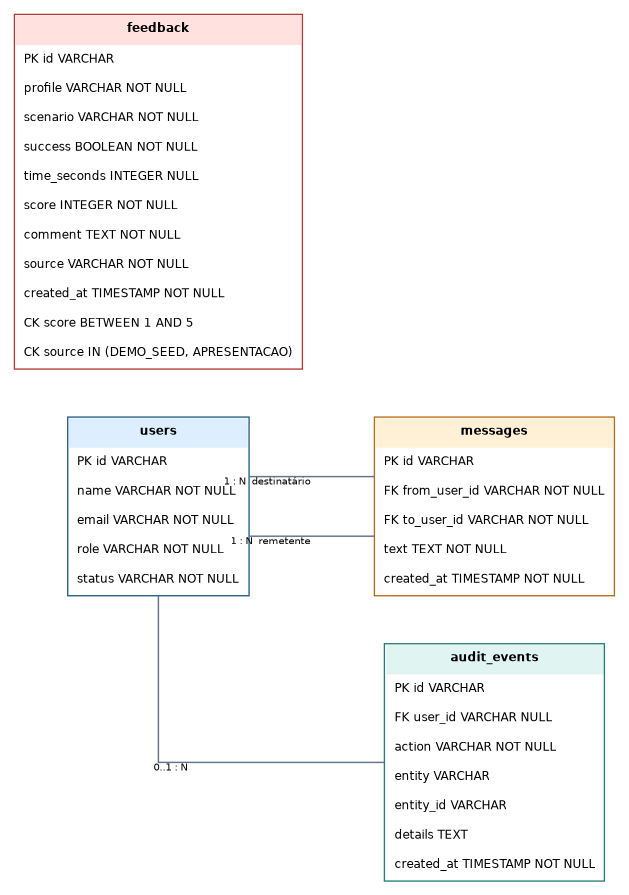 feedback
PK id VARCHAR
profile VARCHAR NOT NULL
scenario VARCHAR NOT NULL
success BOOLEAN NOT NULL
time_seconds INTEGER NULL
score INTEGER NOT NULL
comment TEXT NOT NULL
source VARCHAR NOT NULL
created_at TIMESTAMP NOT NULL
CK score BETWEEN 1 AND 5
CK source IN (DEMO_SEED, APRESENTACAO)
users
PK id VARCHAR
name VARCHAR NOT NULL
email VARCHAR NOT NULL
role VARCHAR NOT NULL
status VARCHAR NOT NULL
1 : N destinatário
1 : N remetente
messages
PK id VARCHAR
FK from_user_id VARCHAR NOT NULL
FK to_user_id VARCHAR NOT NULL
text TEXT NOT NULL
created_at TIMESTAMP NOT NULL
0..1 : N
audit_events
PK id VARCHAR
FK user_id VARCHAR NULL
action VARCHAR NOT NULL
entity VARCHAR
entity_id VARCHAR
details TEXT
created_at TIMESTAMP NOT NULL